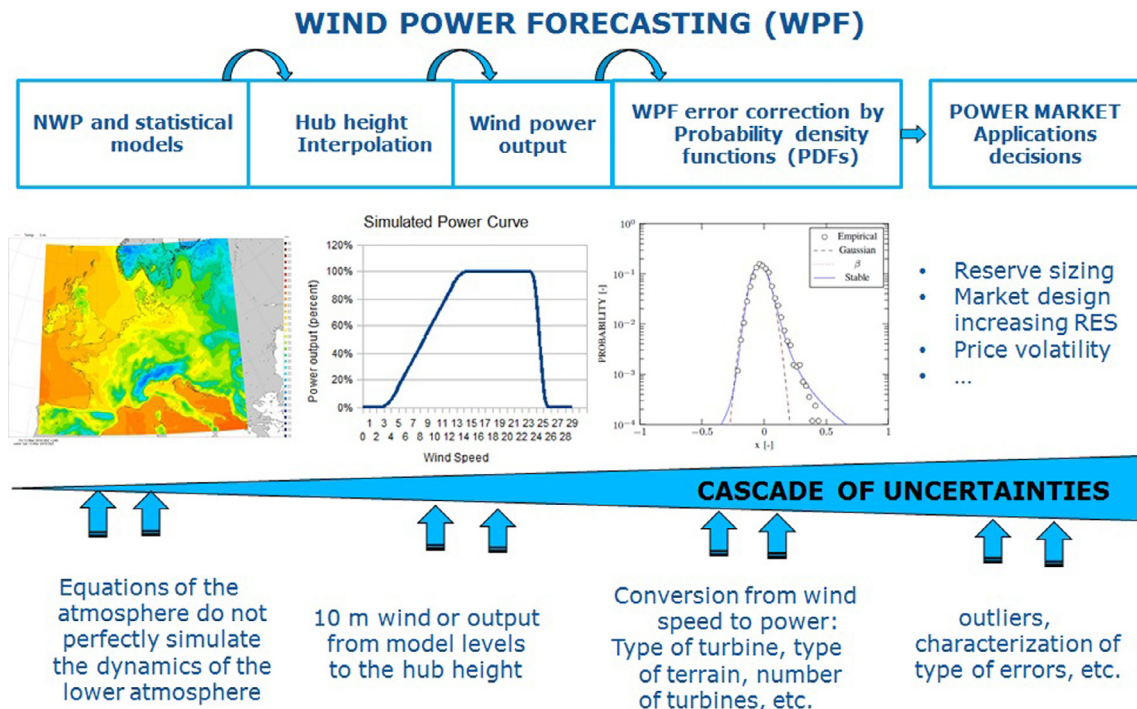 WIND POWER FORECASTING (WPF)
NWP and statistical
models
Hub height
Interpolation
Wind power
output
WPF error correction by
Probability density
functions (PDFs)
POWER MARKET
Applications
decisions
Simulated Power Curve
120%
100%
80%
60%
40%
20%
0%
Power output (percent)
1 3 5 7 9 11 13 15 17 19 21 23 25 27 29
0 2 4 6 8 10 12 14 16 18 20 22 24 26 28
Wind Speed
10⁰
10⁻¹
10⁻²
10⁻³
10⁻⁴
PROBABILITY [-]
Empirical
Gaussian
β
Stable
−1 −0.5 0 0.5 1
x [-]
• Reserve sizing
• Market design
increasing RES
• Price volatility
• ...
CASCADE OF UNCERTAINTIES
Equations of the
atmosphere do not
perfectly simulate
the dynamics of the
lower atmosphere
10 m wind or output
from model levels
to the hub height
Conversion from wind
speed to power:
Type of turbine, type
of terrain, number
of turbines, etc.
outliers,
characterization of
type of errors, etc.